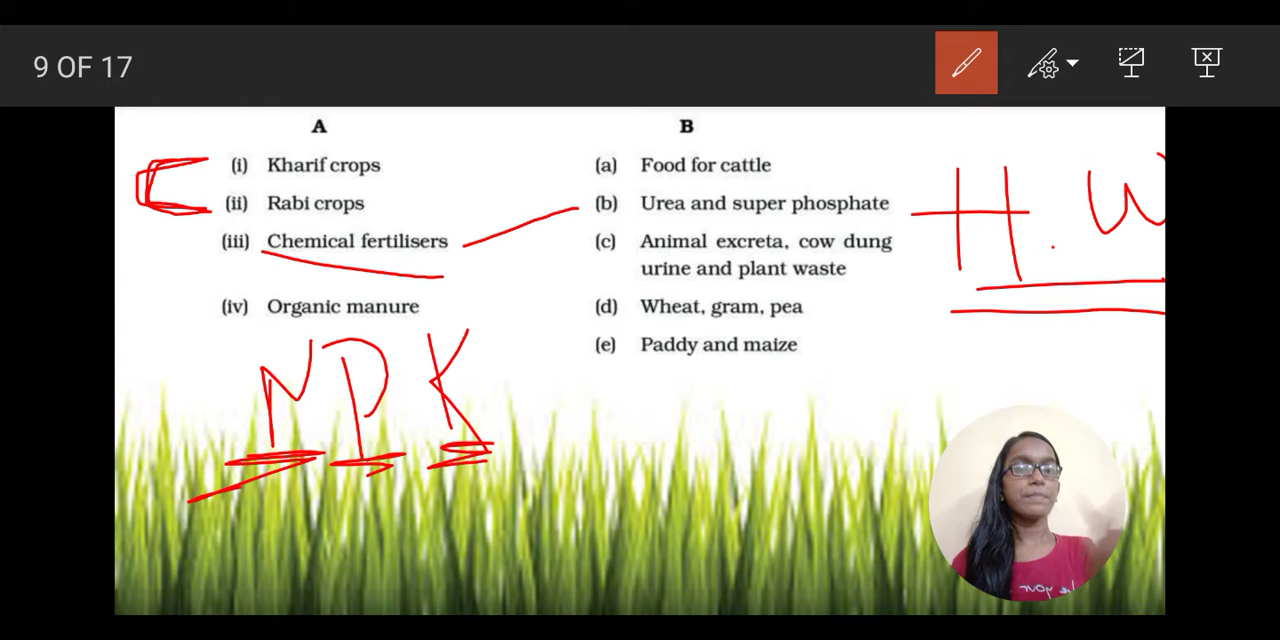 9 OF 17
A B
(i) Kharif crops (a) Food for cattle
(ii) Rabi crops (b) Urea and super phosphate
(iii) Chemical fertilisers (c) Animal excreta, cow dung
urine and plant waste
(iv) Organic manure (d) Wheat, gram, pea
(e) Paddy and maize
H.W
NPK